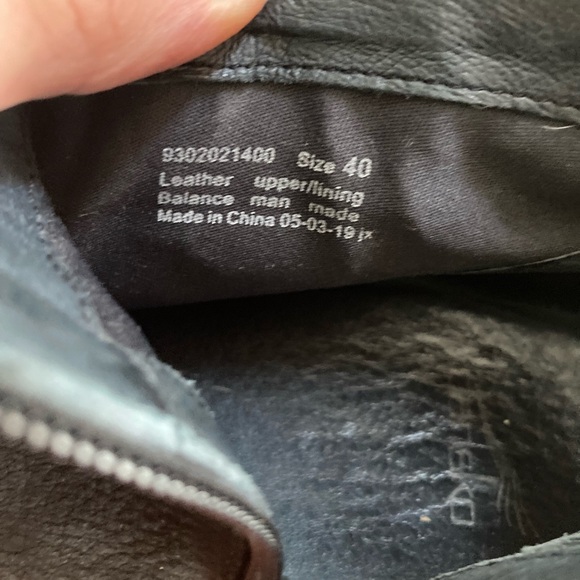 9302021400 Size 40
Leather upper/lining
Balance man made
Made in China 05-03-19 jx